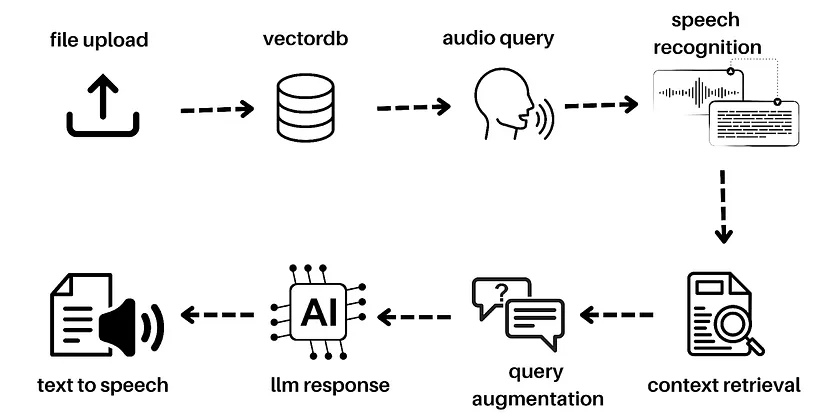 file upload
vectordb
audio query
speech
recognition
context retrieval
?
query
augmentation
AI
llm response
text to speech